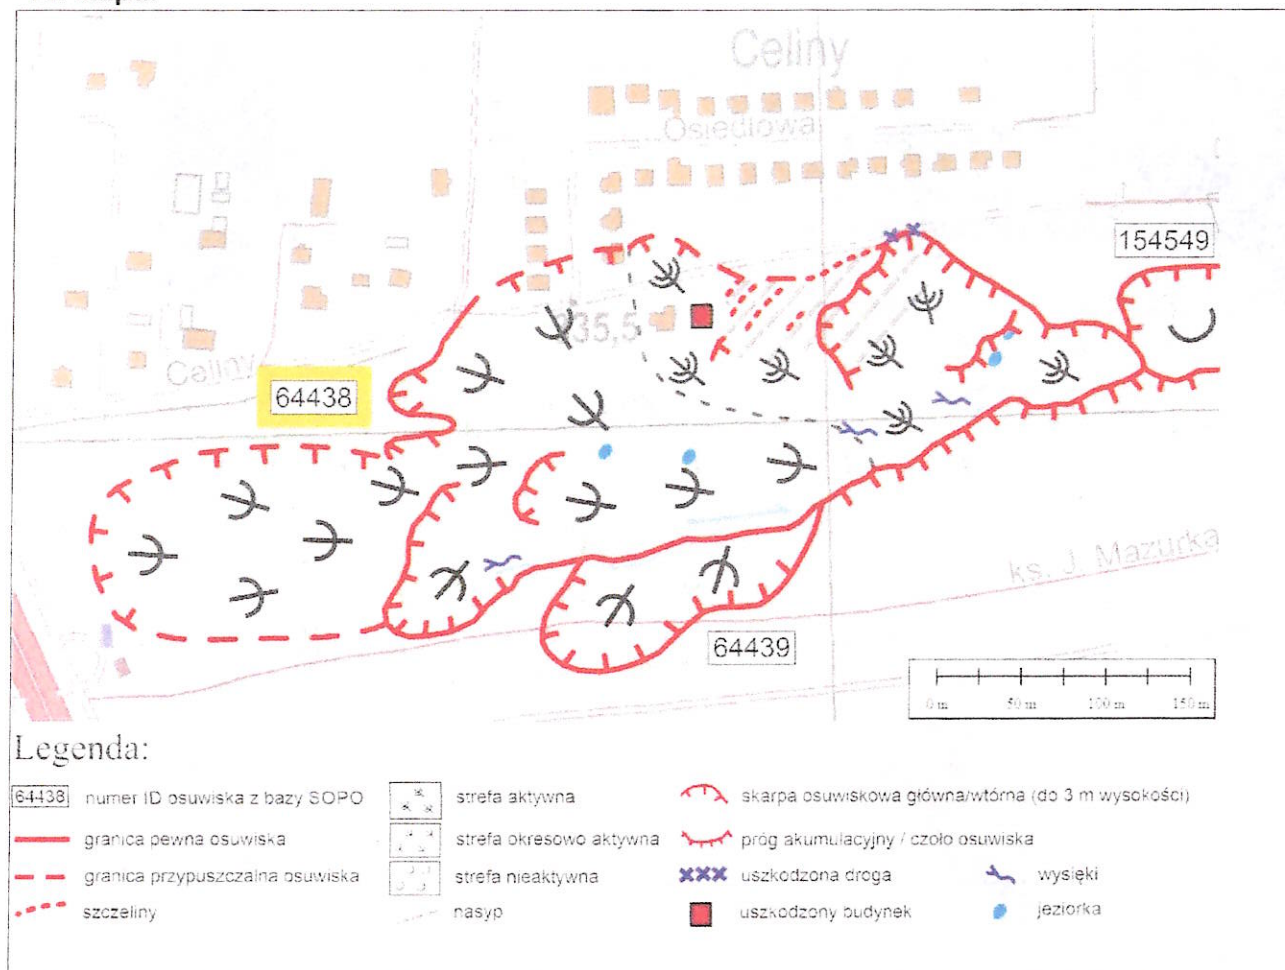 Celiny
Osiedlowa
154549
35,5
Celiny
64438
ks. J. Mazurka
64439
0 m 50 m 100 m 150 m
Legenda:
64438 numer ID osuwiska z bazy SOPO
granica pewna osuwiska
granica przypuszczalna osuwiska
szczeliny
strefa aktywna
strefa okresowo aktywna
strefa nieaktywna
nasyp
skarpa osuwiskowa główna/wtórna (do 3 m wysokości)
próg akumulacyjny / czoło osuwiska
uszkodzona droga
uszkodzony budynek
wysięki
jeziorka